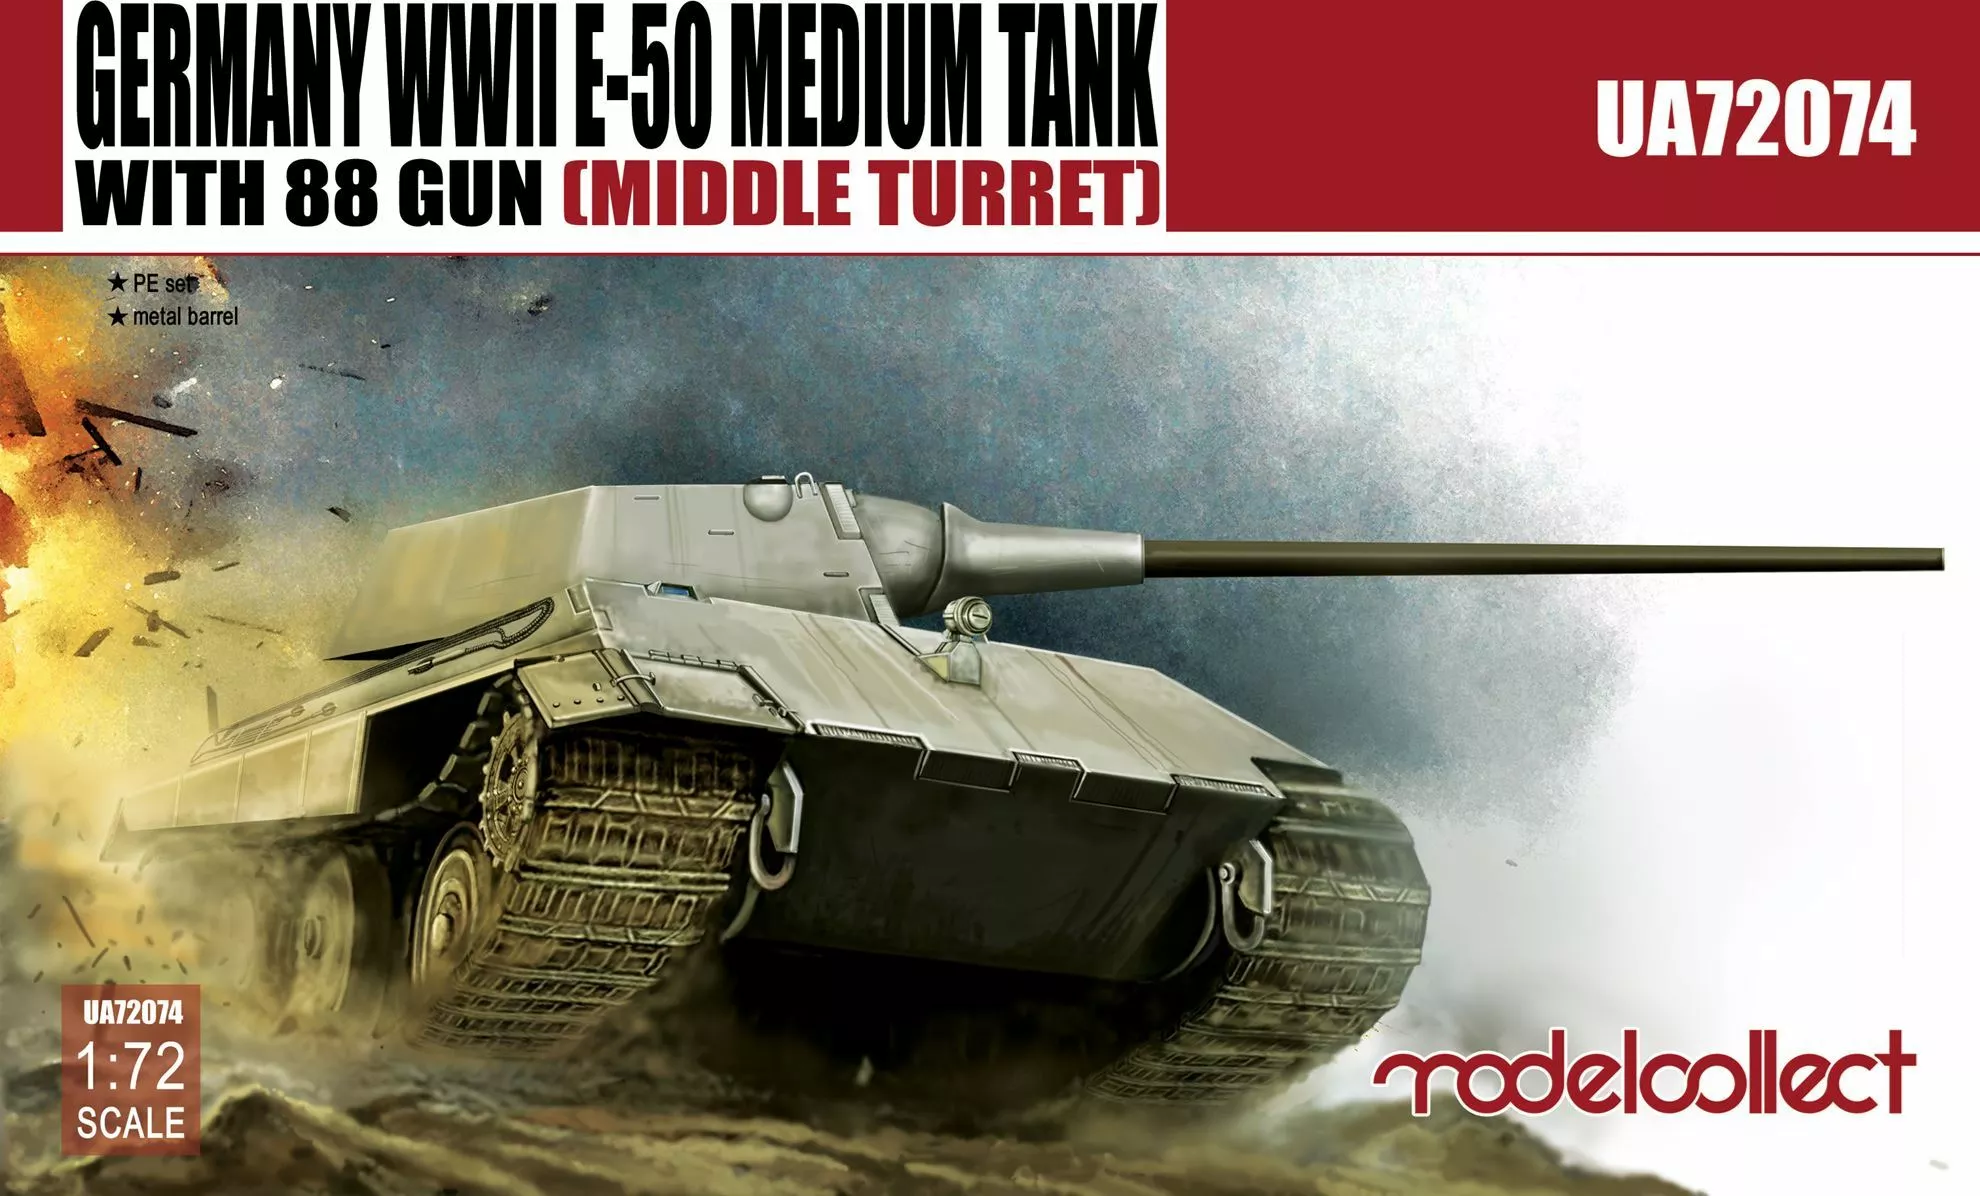 GERMANY WWII E-50 MEDIUM TANK
WITH 88 GUN (MIDDLE TURRET)
UA72074
★ PE set
★ metal barrel
UA72074
1:72
SCALE
modelcollect